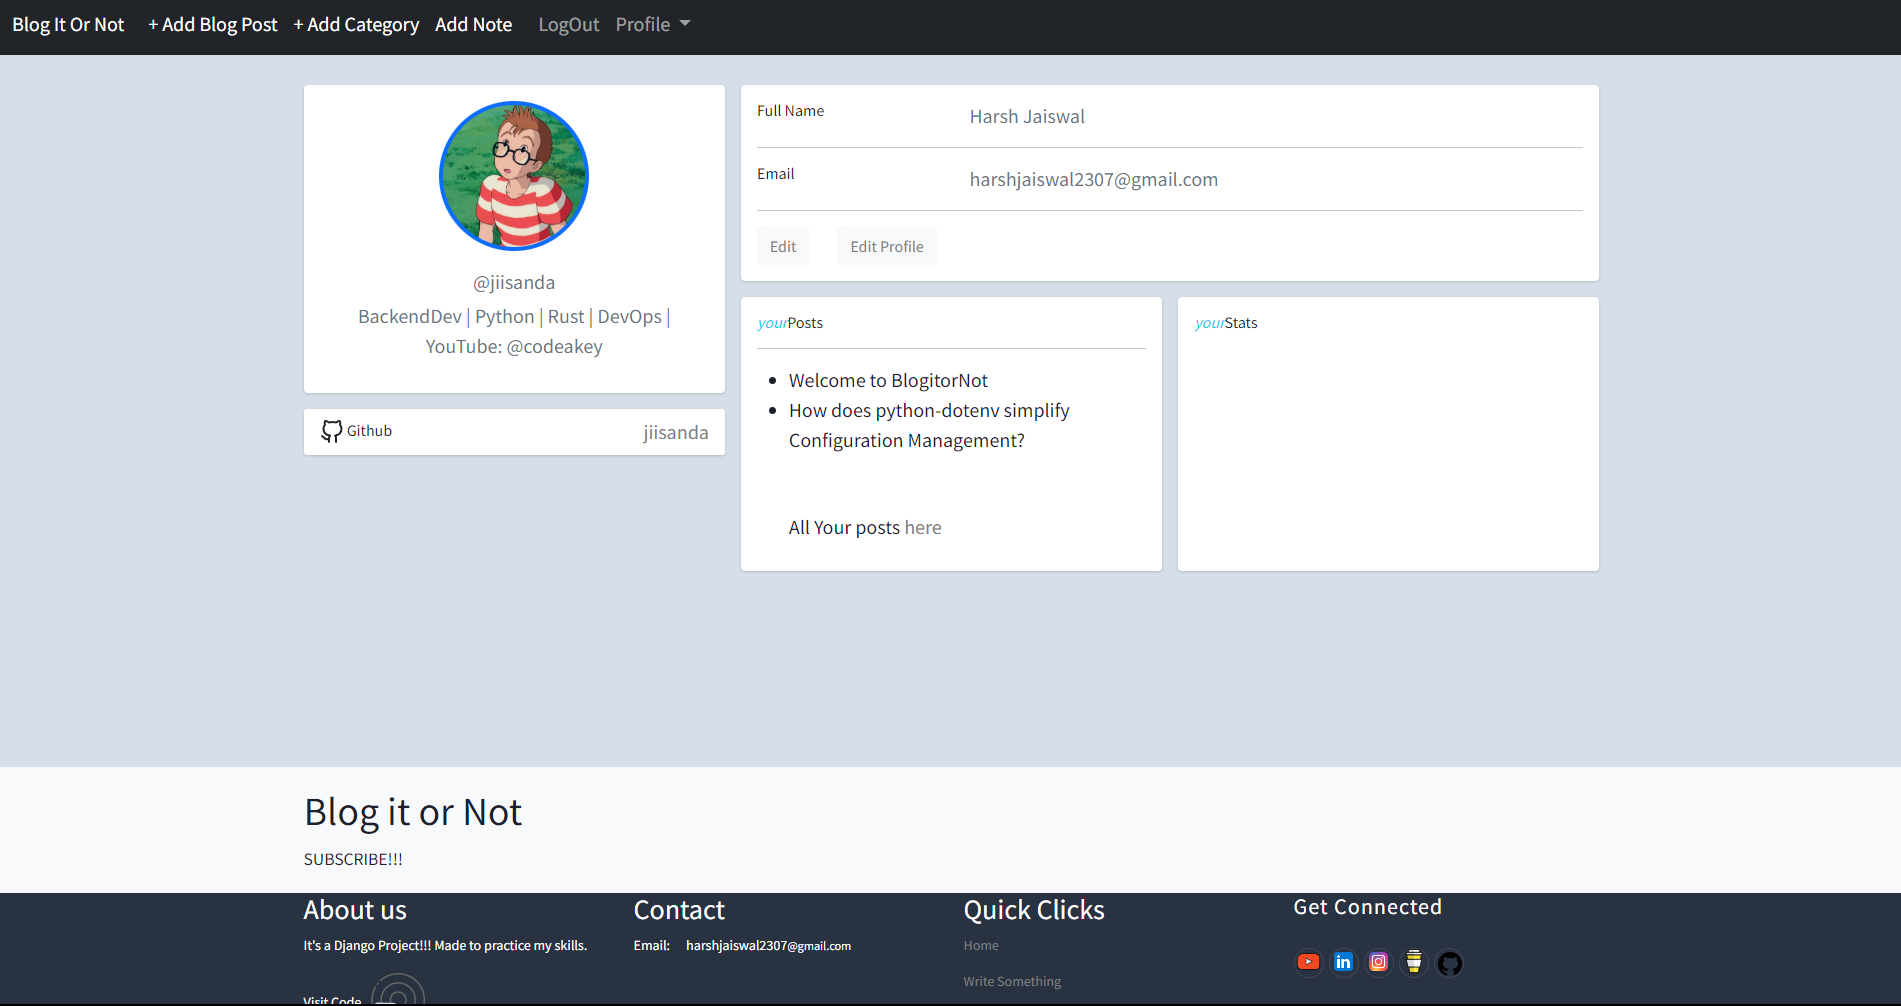 Blog It Or Not + Add Blog Post + Add Category Add Note LogOut Profile
@jiisanda
BackendDev | Python | Rust | DevOps |
YouTube: @codeakey
Github jiisanda
Full Name Harsh Jaiswal
Email harshjaiswal2307@gmail.com
Edit Edit Profile
yourPosts
Welcome to BlogitorNot
How does python-dotenv simplify
Configuration Management?
All Your posts here
yourStats
Blog it or Not
SUBSCRIBE!!!
About us
It's a Django Project!!! Made to practice my skills.
Visit Code
Contact
Email: harshjaiswal2307@gmail.com
Quick Clicks
Home
Write Something
Get Connected
in